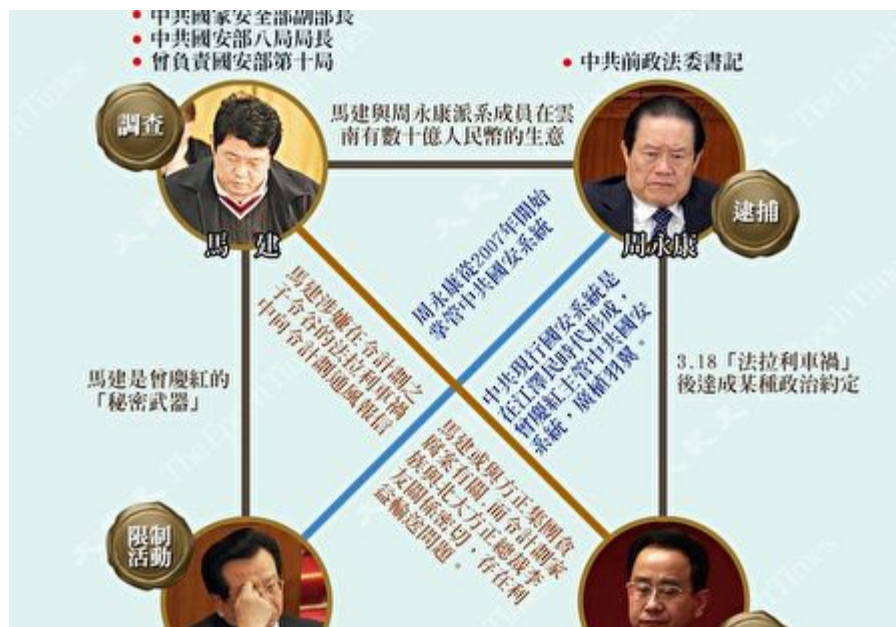 中共國家安全部副部長
中共國安部八局局長
曾負責國安部第十局
中共前政法委書記
調查
馬建與周永康派系成員在雲
南有數十億人民幣的生意
逮捕
馬 建
周永康
周永康從2007年開始
掌管中共國安系統
馬建涉嫌在令計劃之
子令谷的法拉利車禍
中向令計劃通風報信
中共現行國安系統是
在江澤民時代形成，
曾慶紅主管中共國安
系統，廣植羽翼。
馬建是曾慶紅的
「秘密武器」
3.18「法拉利車禍」
後達成某種政治約定
馬建或與方正集團貪
腐案有關，而令計劃家
族與北大方正總裁李
友關係密切，存在利
益輸送問題。
限制
活動
The Epoch Times